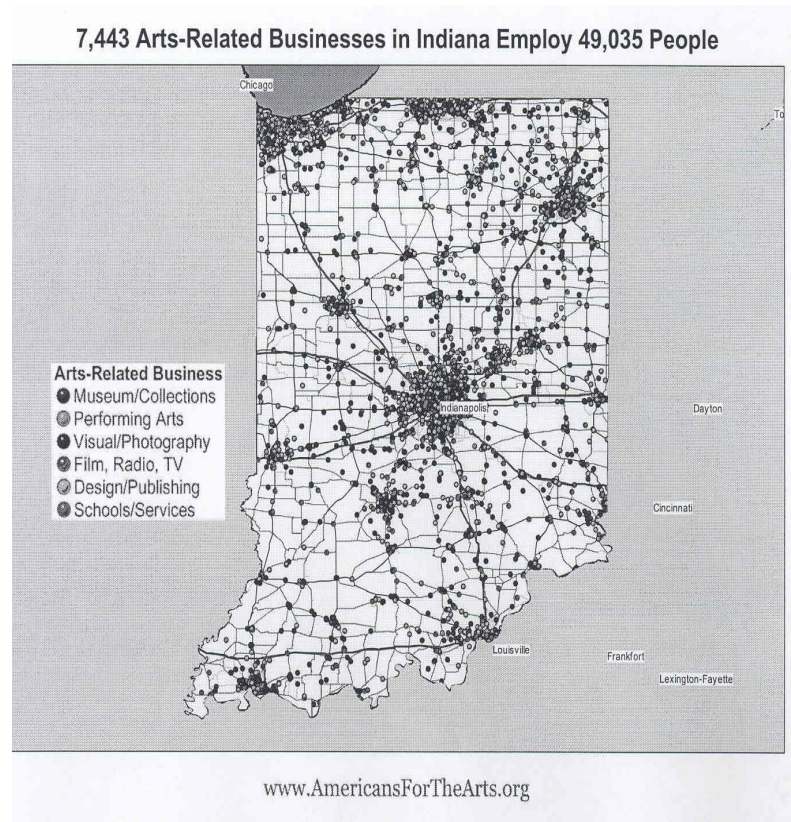 7,443 Arts-Related Businesses in Indiana Employ 49,035 People
Chicago
To
Indianapolis
Arts-Related Business
Museum/Collections
Performing Arts
Visual/Photography
Film, Radio, TV
Design/Publishing
Schools/Services
Dayton
Cincinnati
Louisville
Frankfort
Lexington-Fayette
www.AmericansForTheArts.org